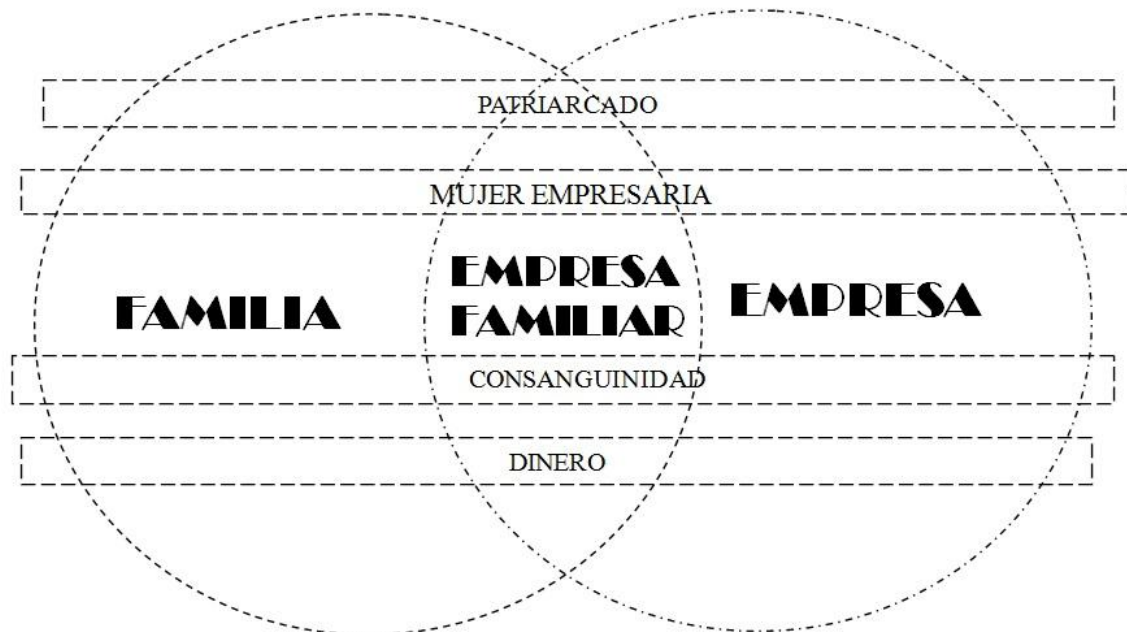 PATRIARCADO
MUJER EMPRESARIA
FAMILIA
EMPRESA
FAMILIAR
EMPRESA
CONSANGUINIDAD
DINERO